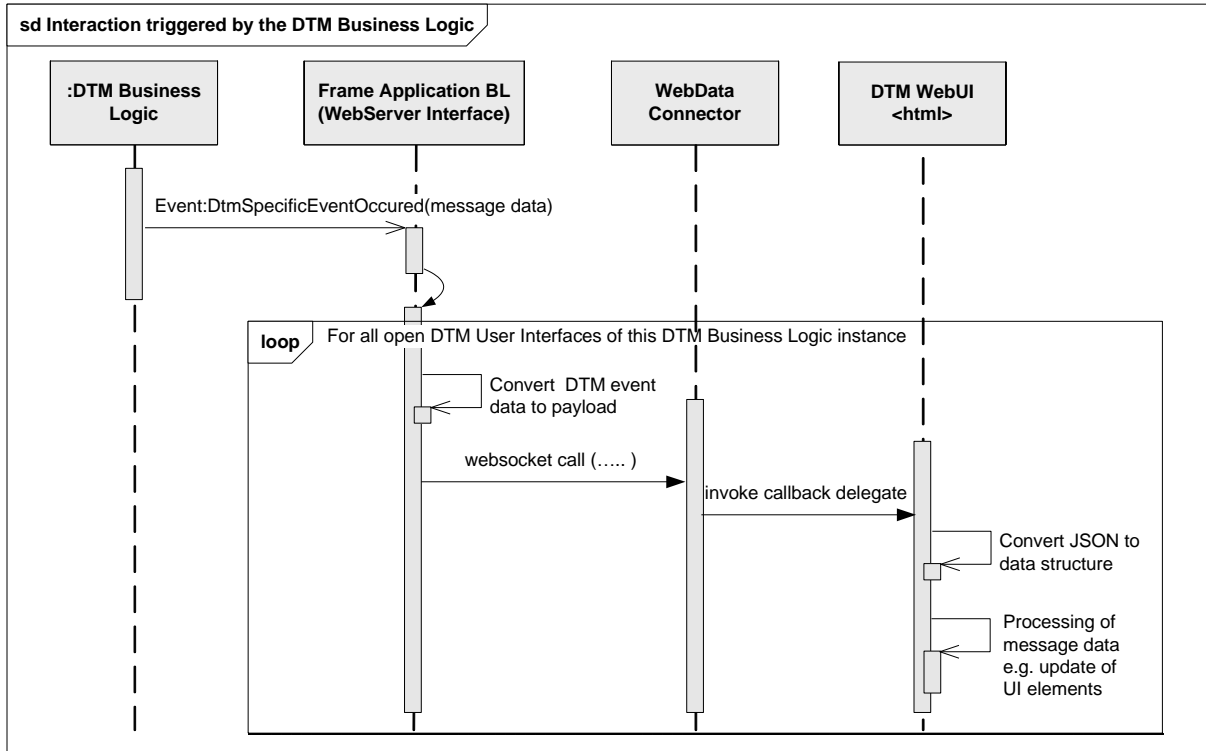 sd Interaction triggered by the DTM Business Logic
:DTM Business
Logic
Frame Application BL
(WebServer Interface)
WebData
Connector
DTM WebUI
<html>
Event:DtmSpecificEventOccured(message data)
loop
For all open DTM User Interfaces of this DTM Business Logic instance
Convert DTM event
data to payload
websocket call (….. )
invoke callback delegate
Convert JSON to
data structure
Processing of
message data
e.g. update of
UI elements